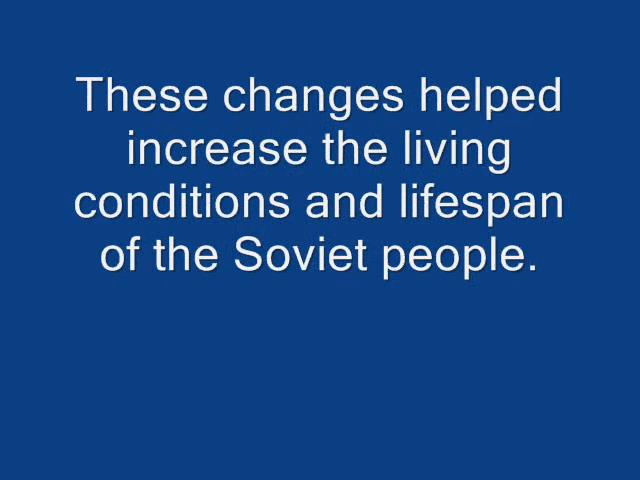 These changes helped
increase the living
conditions and lifespan
of the Soviet people.